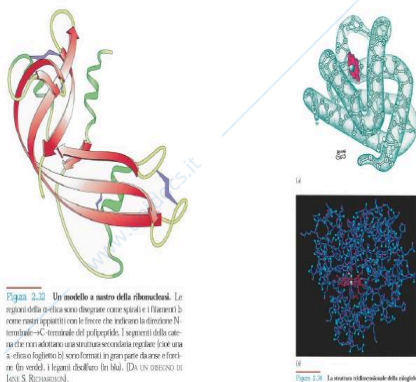 Figura 2.32 Un modello a nastro della ribonucleasi. Le
regioni di α-elica sono disegnate come spirali e i filamenti b
come nastri appiattiti con le frecce che indicano la direzione N-
terminale→C-terminale del polipeptide. I segmenti della cate-
na che non adottano una struttura secondaria regolare (cioè una
a -elica o foglietto b) sono formati in gran parte da anse e forci-
ne (in verde), i legami disolfuro (in blu). [DA UN DISEGNO DI
JANE S. RICHARDSON].
(a)
(b)
La struttura tridimensionale della mioglobi